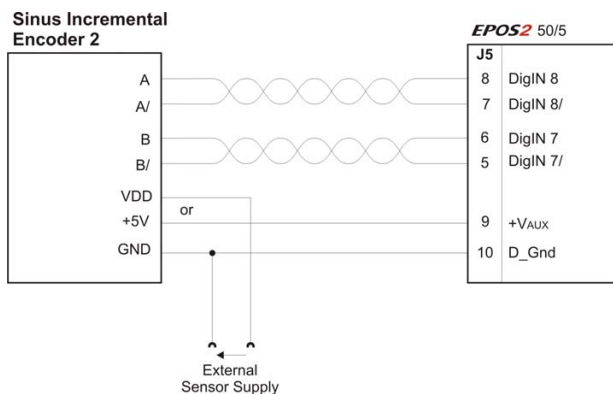 Sinus Incremental
Encoder 2
EPOS2 50/5
J5
A
8 DigIN 8
A/
7 DigIN 8/
B
6 DigIN 7
B/
5 DigIN 7/
VDD
or
+5V
9 +VAUX
GND
10 D_Gnd
External
Sensor Supply